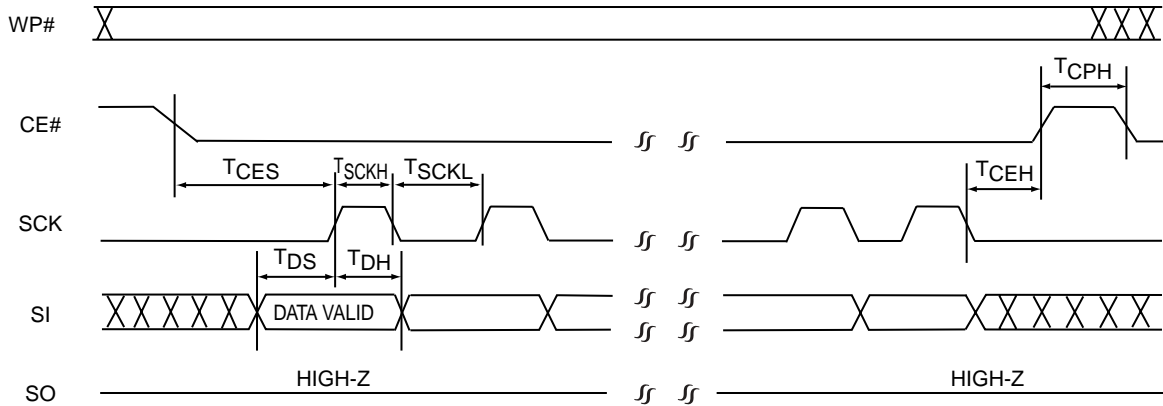 WP#
TCPH
CE#
TCES TSCKH TSCKL TCEH
SCK
TDS TDH
SI DATA VALID
HIGH-Z HIGH-Z
SO